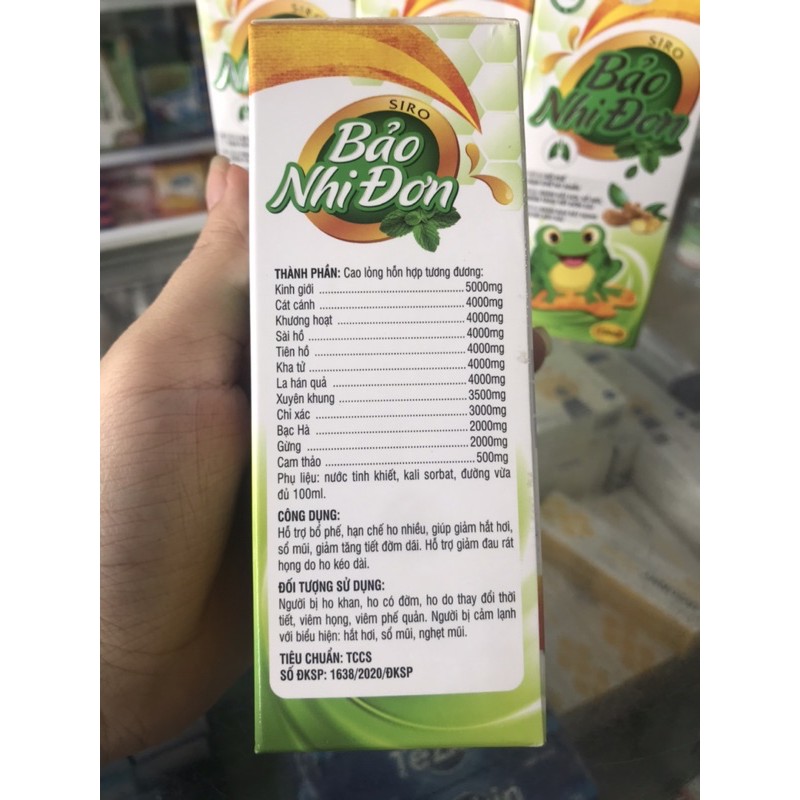 SIRO
Bảo
Nhi Đơn
THÀNH PHẦN: Cao lỏng hỗn hợp tương đương:
Kinh giới ........................ 5000mg
Cát cánh ........................ 4000mg
Khương hoạt ........................ 4000mg
Sài hồ ........................ 4000mg
Tiền hồ ........................ 4000mg
Kha tử ........................ 4000mg
La hán quả ........................ 4000mg
Xuyên khung ........................ 3500mg
Chỉ xác ........................ 3000mg
Bạc Hà ........................ 2000mg
Gừng ........................ 2000mg
Cam thảo ........................ 500mg
Phụ liệu: nước tinh khiết, kali sorbat, đường vừa
đủ 100ml.
CÔNG DỤNG:
Hỗ trợ bổ phế, hạn chế ho nhiều, giúp giảm hắt hơi,
sổ mũi, giảm tăng tiết đờm dãi. Hỗ trợ giảm đau rát
họng do ho kéo dài.
ĐỐI TƯỢNG SỬ DỤNG:
Người bị ho khan, ho có đờm, ho do thay đổi thời
tiết, viêm họng, viêm phế quản. Người bị cảm lạnh
với biểu hiện: hắt hơi, sổ mũi, nghẹt mũi.
TIÊU CHUẨN: TCCS
SỐ ĐKSP: 1638/2020/ĐKSP
SIRO
Bảo
Nhi Đơn